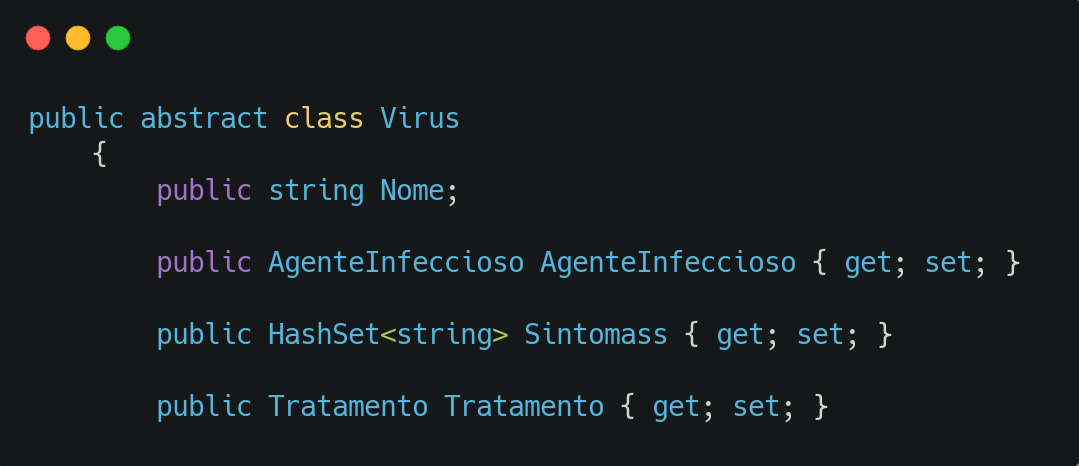 public abstract class Virus
{
public string Nome;
public AgenteInfeccioso AgenteInfeccioso { get; set; }
public HashSet<string> Sintomass { get; set; }
public Tratamento Tratamento { get; set; }